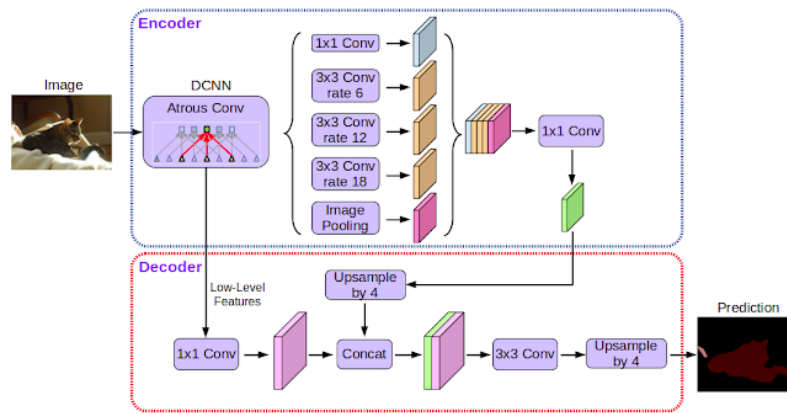 Encoder
Image
DCNN
Atrous Conv
1x1 Conv
3x3 Conv
rate 6
3x3 Conv
rate 12
3x3 Conv
rate 18
Image
Pooling
1x1 Conv
Decoder
Low-Level
Features
Upsample
by 4
1x1 Conv
Concat
3x3 Conv
Upsample
by 4
Prediction